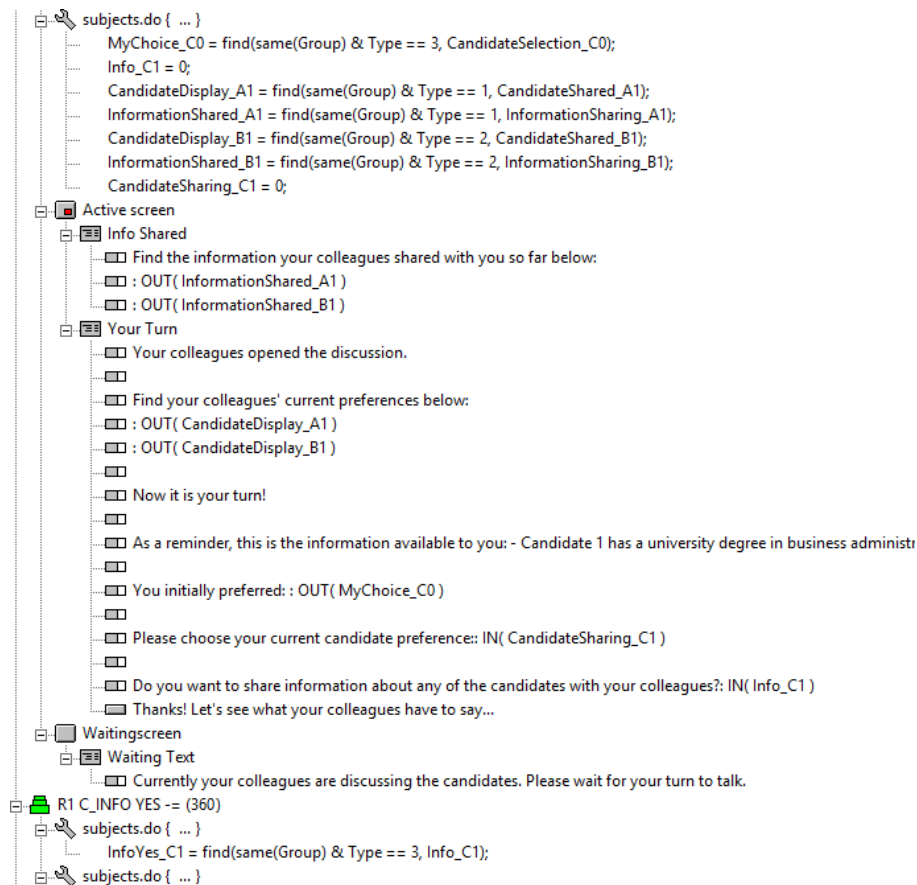 subjects.do { ... }
MyChoice_C0 = find(same(Group) & Type == 3, CandidateSelection_C0);
Info_C1 = 0;
CandidateDisplay_A1 = find(same(Group) & Type == 1, CandidateShared_A1);
InformationShared_A1 = find(same(Group) & Type == 1, InformationSharing_A1);
CandidateDisplay_B1 = find(same(Group) & Type == 2, CandidateShared_B1);
InformationShared_B1 = find(same(Group) & Type == 2, InformationSharing_B1);
CandidateSharing_C1 = 0;
Active screen
Info Shared
Find the information your colleagues shared with you so far below:
: OUT( InformationShared_A1 )
: OUT( InformationShared_B1 )
Your Turn
Your colleagues opened the discussion.
Find your colleagues' current preferences below:
: OUT( CandidateDisplay_A1 )
: OUT( CandidateDisplay_B1 )
Now it is your turn!
As a reminder, this is the information available to you: - Candidate 1 has a university degree in business administr
You initially preferred: : OUT( MyChoice_C0 )
Please choose your current candidate preference:: IN( CandidateSharing_C1 )
Do you want to share information about any of the candidates with your colleagues?: IN( Info_C1 )
Thanks! Let's see what your colleagues have to say...
Waitingscreen
Waiting Text
Currently your colleagues are discussing the candidates. Please wait for your turn to talk.
R1 C_INFO YES -= (360)
subjects.do { ... }
InfoYes_C1 = find(same(Group) & Type == 3, Info_C1);
subjects.do { ... }